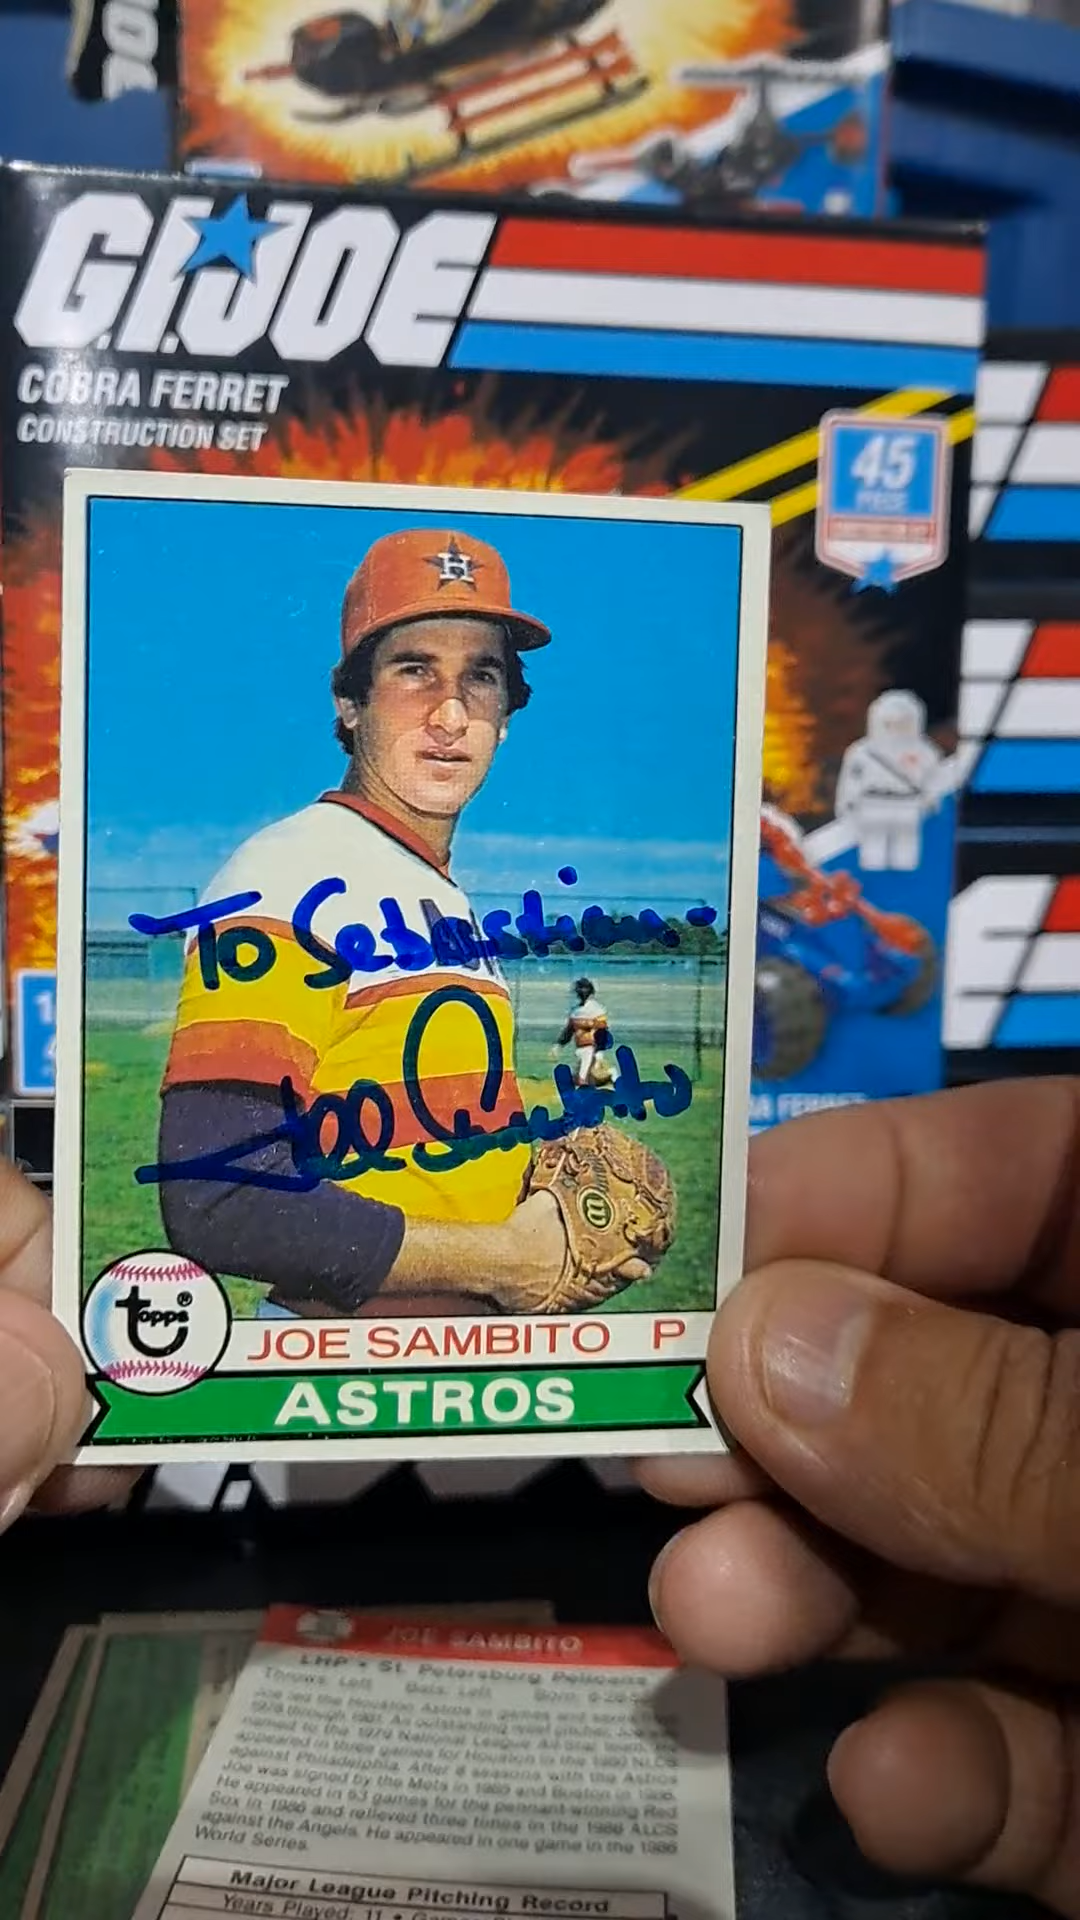 JOE
G.I.JOE
COBRA FERRET
CONSTRUCTION SET
45
PIECE
H
To Sebastian-
Joe Sambito
topps®
JOE SAMBITO P
ASTROS
JOE SAMBITO
LHP • St. Petersburg Pelicans
Throws: Left Bats: Left Born:
Joe led the Houston Astros in games and
1976 through 1981. An outstanding relief pitcher, Joe was
named to the 1979 National League All-Star team. He
appeared in three games for Houston in the 1980 NLCS
against Philadelphia. After 8 seasons with the Astros
Joe was signed by the Mets in 1985 and Boston in 1986.
He appeared in 53 games for the pennant-winning Red
Sox in 1986 and relieved three times in the 1986 ALCS
against the Angels. He appeared in one game in the 1986
World Series.
Major League Pitching Record
Years Played: 11 •